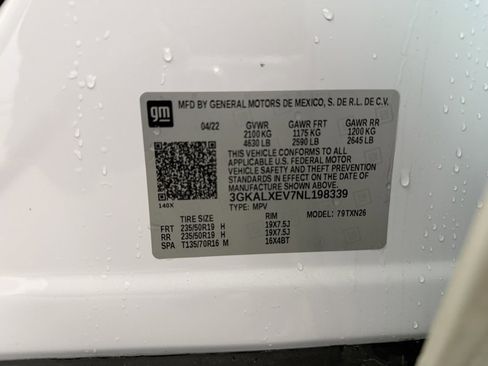 gm MFD BY GENERAL MOTORS DE MEXICO, S. DE R.L. DE C.V.
04/22 GVWR GAWR FRT GAWR RR
2100 KG 1175 KG 1200 KG
4630 LB 2590 LB 2645 LB
THIS VEHICLE CONFORMS TO ALL
APPLICABLE U.S. FEDERAL MOTOR
VEHICLE SAFETY AND THEFT PREVENTION
STANDARDS IN EFFECT ON THE DATE OF
MANUFACTURE SHOWN ABOVE.
3GKALXEV7NL198339
140X
TYPE: MPV MODEL: 79TXN26
TIRE SIZE RIM
FRT 235/50R19 H 19X7.5J
RR 235/50R19 H 19X7.5J
SPA T135/70R16 M 16X4BT